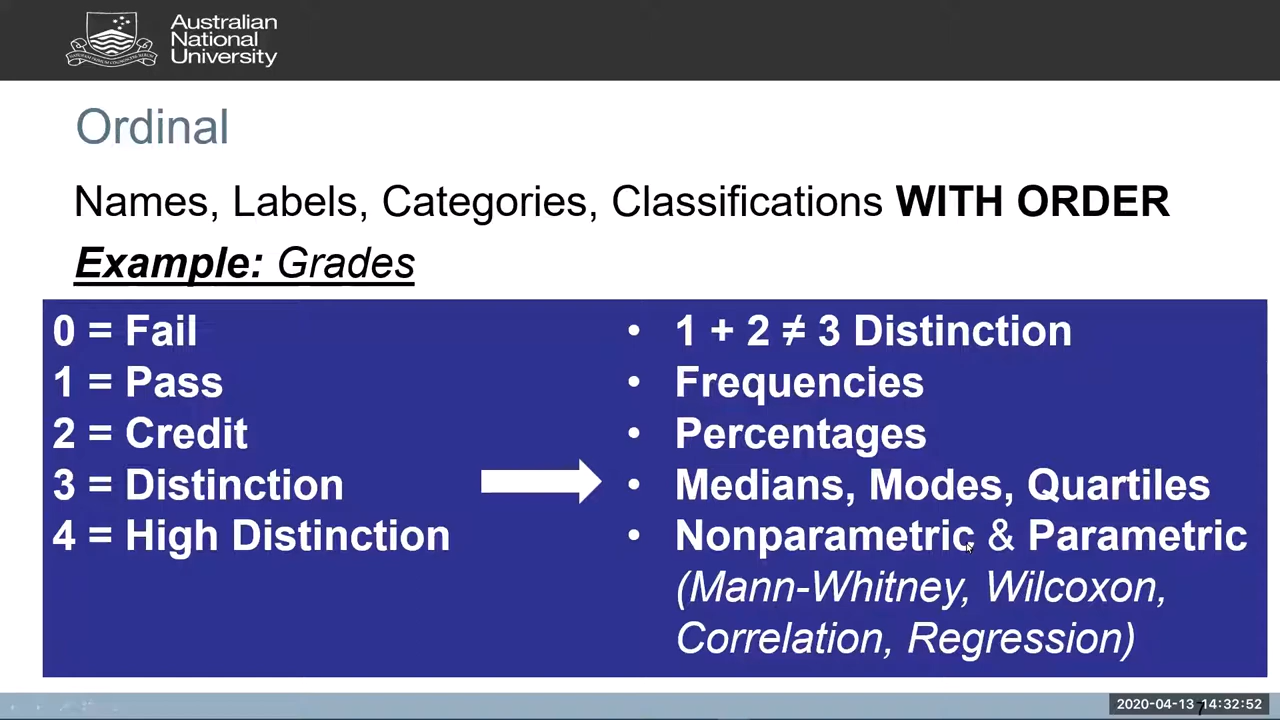 Australian
National
University
Ordinal
Names, Labels, Categories, Classifications WITH ORDER
Example: Grades
0 = Fail
1 = Pass
2 = Credit
3 = Distinction
4 = High Distinction
• 1 + 2 ≠ 3 Distinction
• Frequencies
• Percentages
• Medians, Modes, Quartiles
• Nonparametric & Parametric
(Mann-Whitney, Wilcoxon,
Correlation, Regression)
2020-04-13 14:32:52